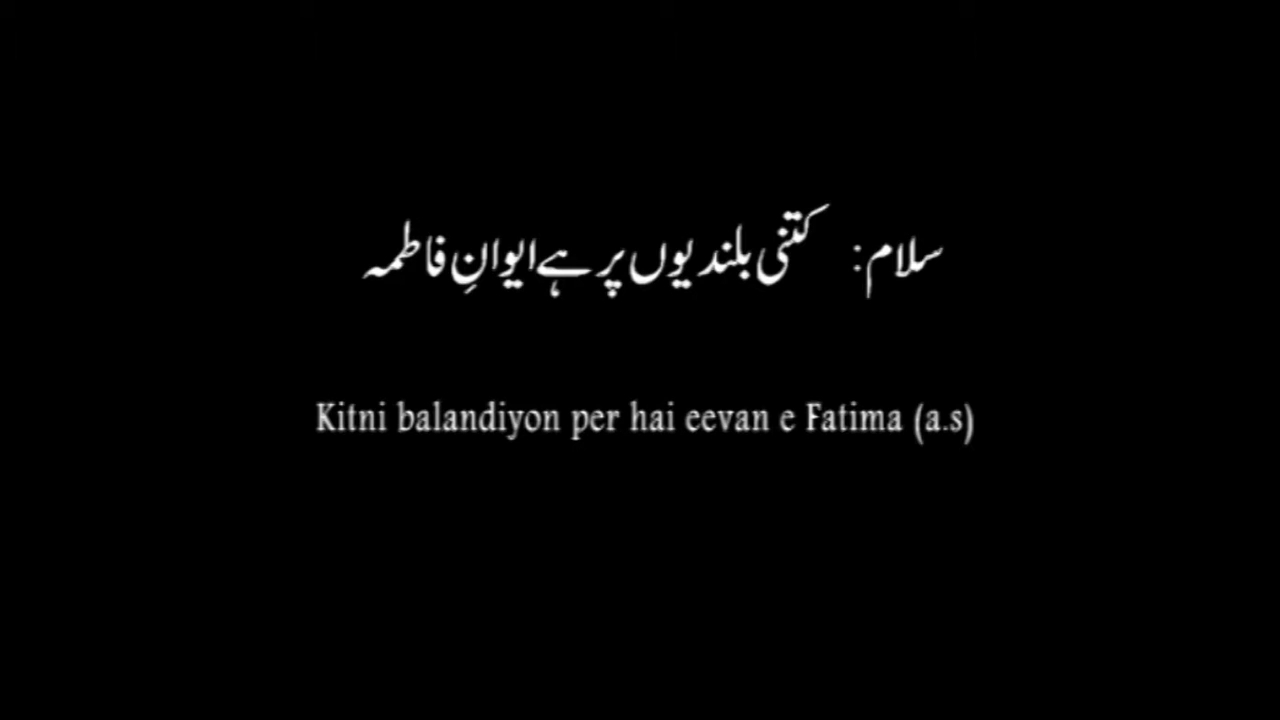 سلام: کتنی بلندیوں پر ہے ایوانِ فاطمہ
Kitni balandiyon per hai eevan e Fatima (a.s)